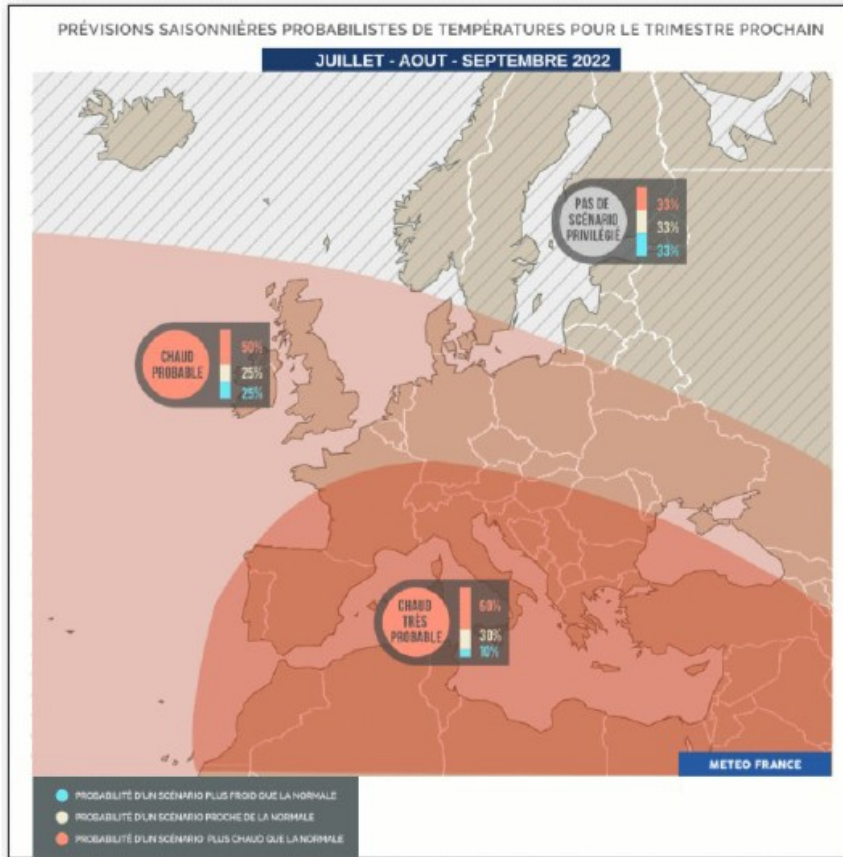 PRÉVISIONS SAISONNIÈRES PROBABILISTES DE TEMPÉRATURES POUR LE TRIMESTRE PROCHAIN
JUILLET - AOUT - SEPTEMBRE 2022
PAS DE
SCÉNARIO
PRIVILÉGIÉ
33%
33%
33%
CHAUD
PROBABLE
50%
25%
25%
CHAUD
TRÈS
PROBABLE
60%
30%
10%
METEO FRANCE
PROBABILITÉ D'UN SCÉNARIO PLUS FROID QUE LA NORMALE
PROBABILITÉ D'UN SCÉNARIO PROCHE DE LA NORMALE
PROBABILITÉ D'UN SCÉNARIO PLUS CHAUD QUE LA NORMALE